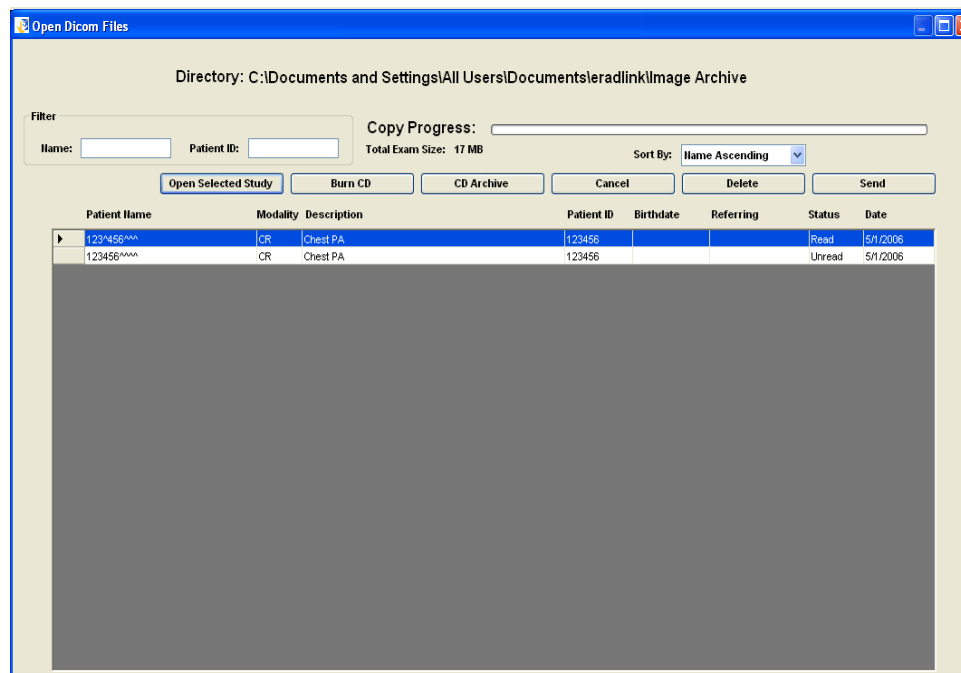 Open Dicom Files
Directory: C:\Documents and Settings\All Users\Documents\eradlink\Image Archive
Filter
Name: Patient ID:
Copy Progress:
Total Exam Size: 17 MB
Sort By: Name Ascending
Open Selected Study Burn CD CD Archive Cancel Delete Send
Patient Name Modality Description Patient ID Birthdate Referring Status Date
123^456^^^ CR Chest PA 123456 Read 5/1/2006
123456^^^^ CR Chest PA 123456 Unread 5/1/2006